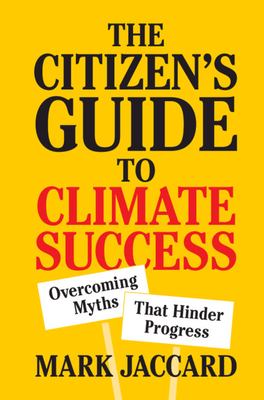 THE
CITIZEN'S
GUIDE
TO
CLIMATE
SUCCESS
Overcoming
Myths
That Hinder
Progress
MARK JACCARD